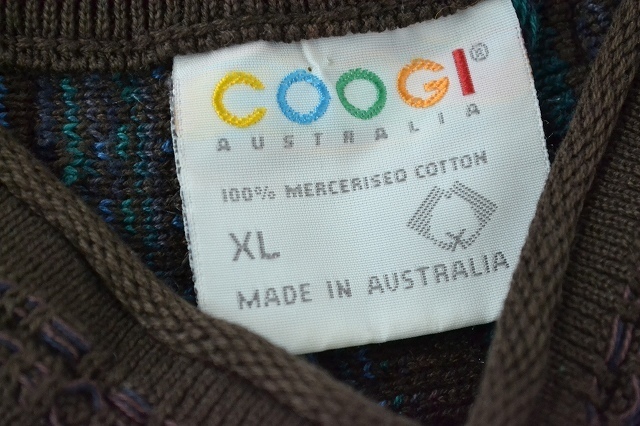 COOGI®
AUSTRALIA
100% MERCERISED COTTON
XL
MADE IN AUSTRALIA